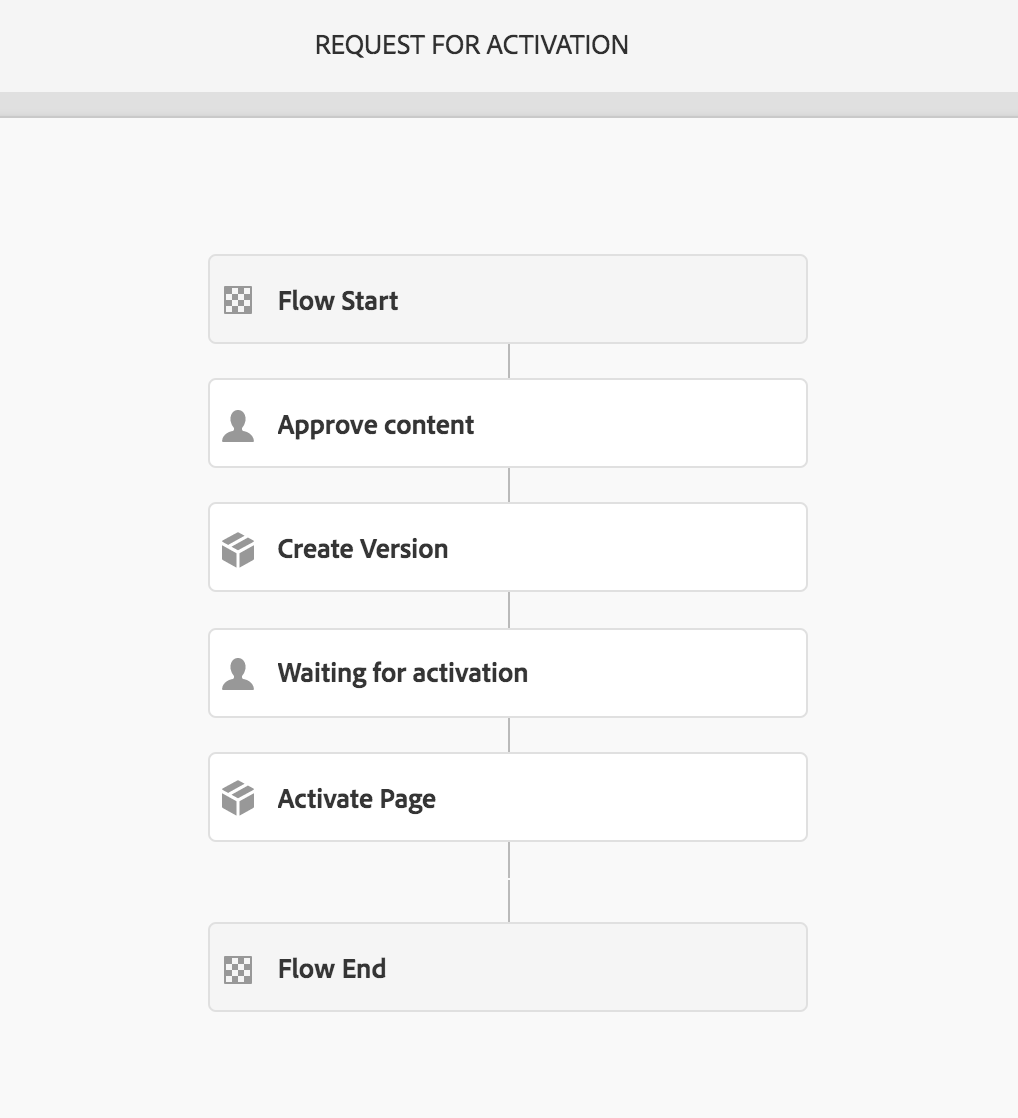 REQUEST FOR ACTIVATION
Flow Start
Approve content
Create Version
Waiting for activation
Activate Page
Flow End